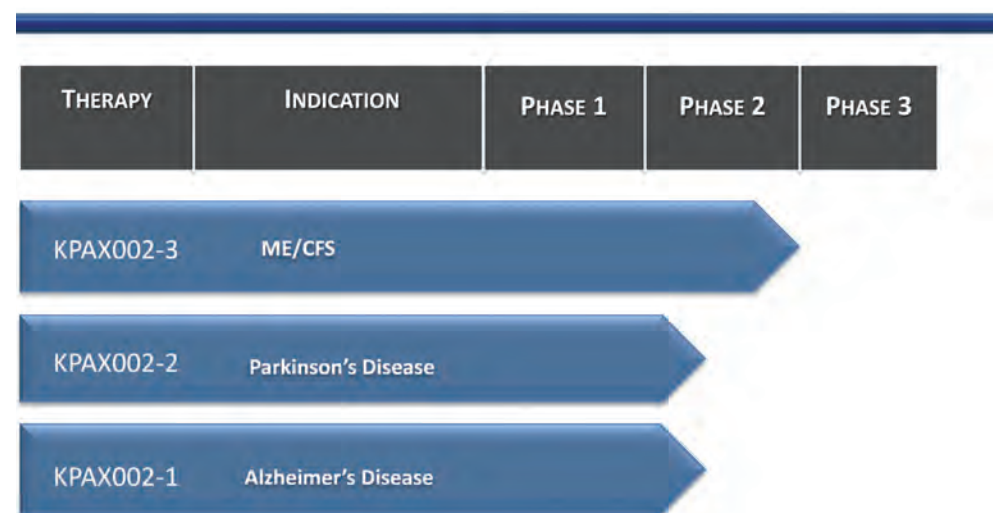 THERAPY INDICATION PHASE 1 PHASE 2 PHASE 3
KPAX002-3 ME/CFS
KPAX002-2 Parkinson's Disease
KPAX002-1 Alzheimer's Disease